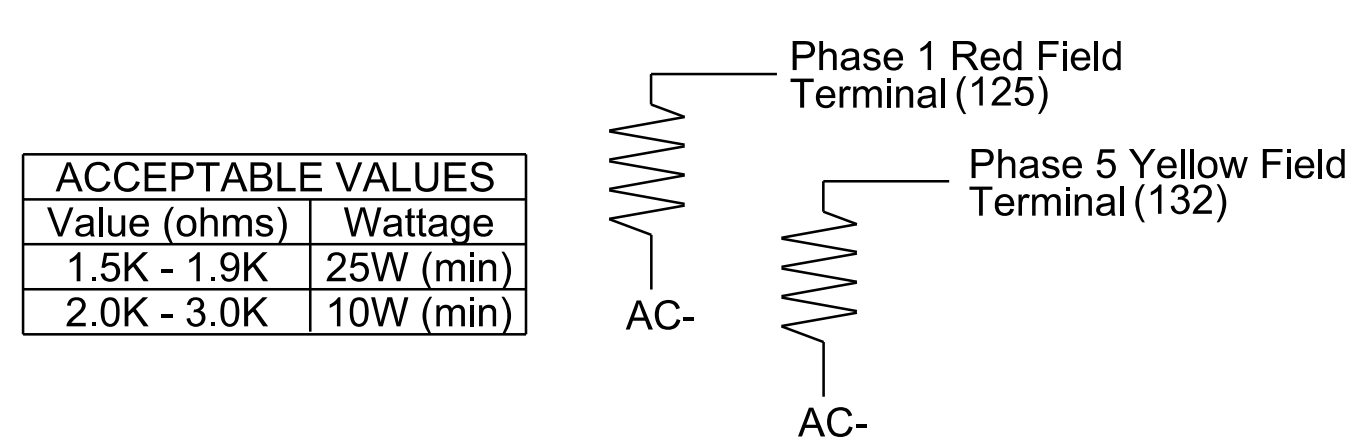 ACCEPTABLE VALUES
Value (ohms) Wattage
1.5K - 1.9K 25W (min)
2.0K - 3.0K 10W (min)
Phase 1 Red Field
Terminal (125)
AC-
Phase 5 Yellow Field
Terminal (132)
AC-